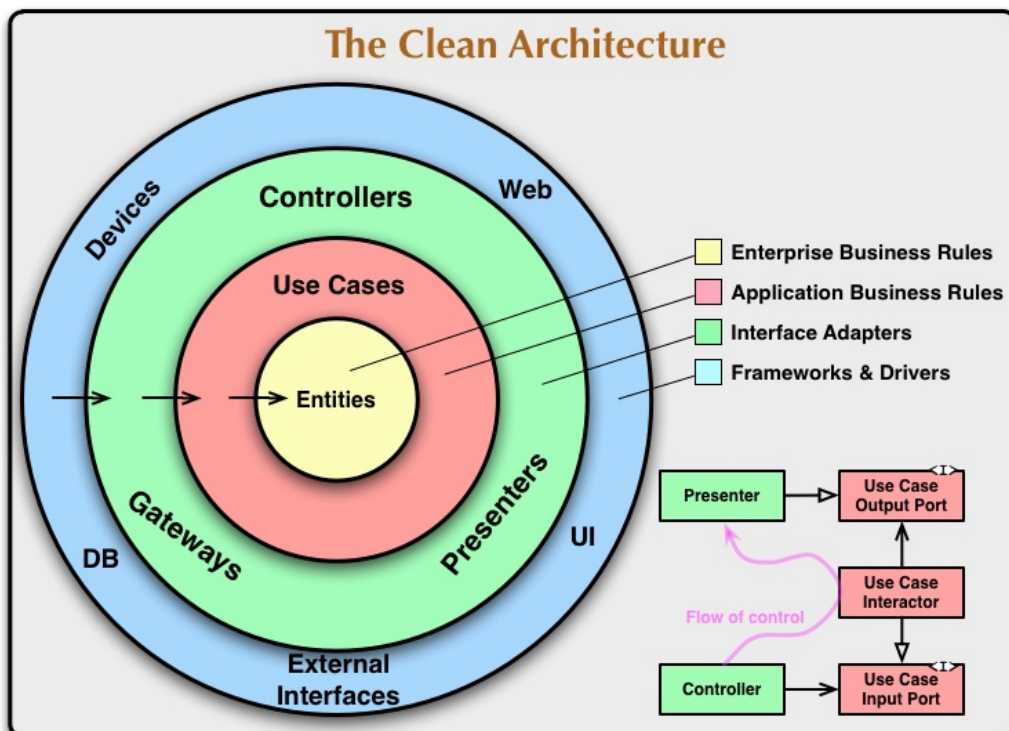 The Clean Architecture
Devices
Controllers
Web
Use Cases
Entities
Gateways
Presenters
DB
UI
External
Interfaces
Enterprise Business Rules
Application Business Rules
Interface Adapters
Frameworks & Drivers
Presenter
<I>
Use Case
Output Port
Use Case
Interactor
Flow of control
Controller
<I>
Use Case
Input Port